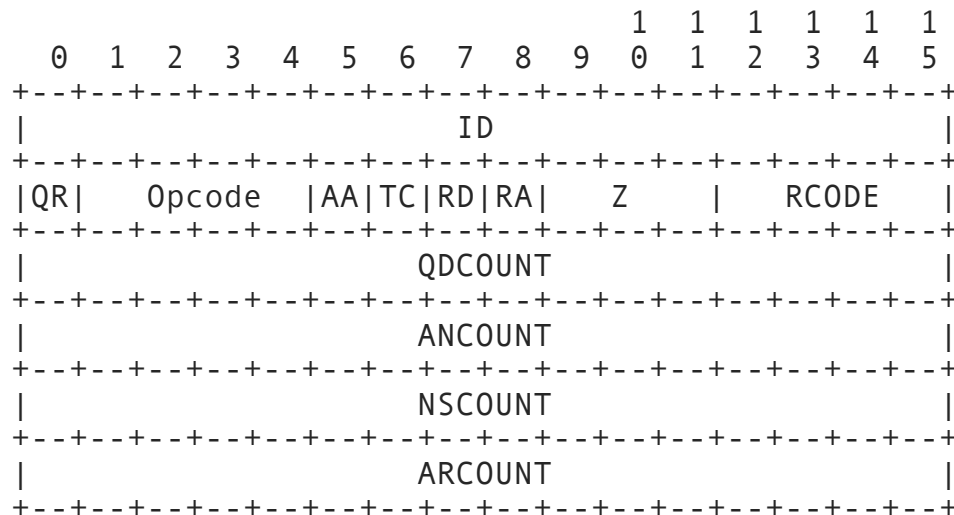 1  1  1  1  1  1
  0  1  2  3  4  5  6  7  8  9  0  1  2  3  4  5
+--+--+--+--+--+--+--+--+--+--+--+--+--+--+--+--+
|                      ID                       |
+--+--+--+--+--+--+--+--+--+--+--+--+--+--+--+--+
|QR|   Opcode  |AA|TC|RD|RA|   Z    |   RCODE   |
+--+--+--+--+--+--+--+--+--+--+--+--+--+--+--+--+
|                    QDCOUNT                    |
+--+--+--+--+--+--+--+--+--+--+--+--+--+--+--+--+
|                    ANCOUNT                    |
+--+--+--+--+--+--+--+--+--+--+--+--+--+--+--+--+
|                    NSCOUNT                    |
+--+--+--+--+--+--+--+--+--+--+--+--+--+--+--+--+
|                    ARCOUNT                    |
+--+--+--+--+--+--+--+--+--+--+--+--+--+--+--+--+